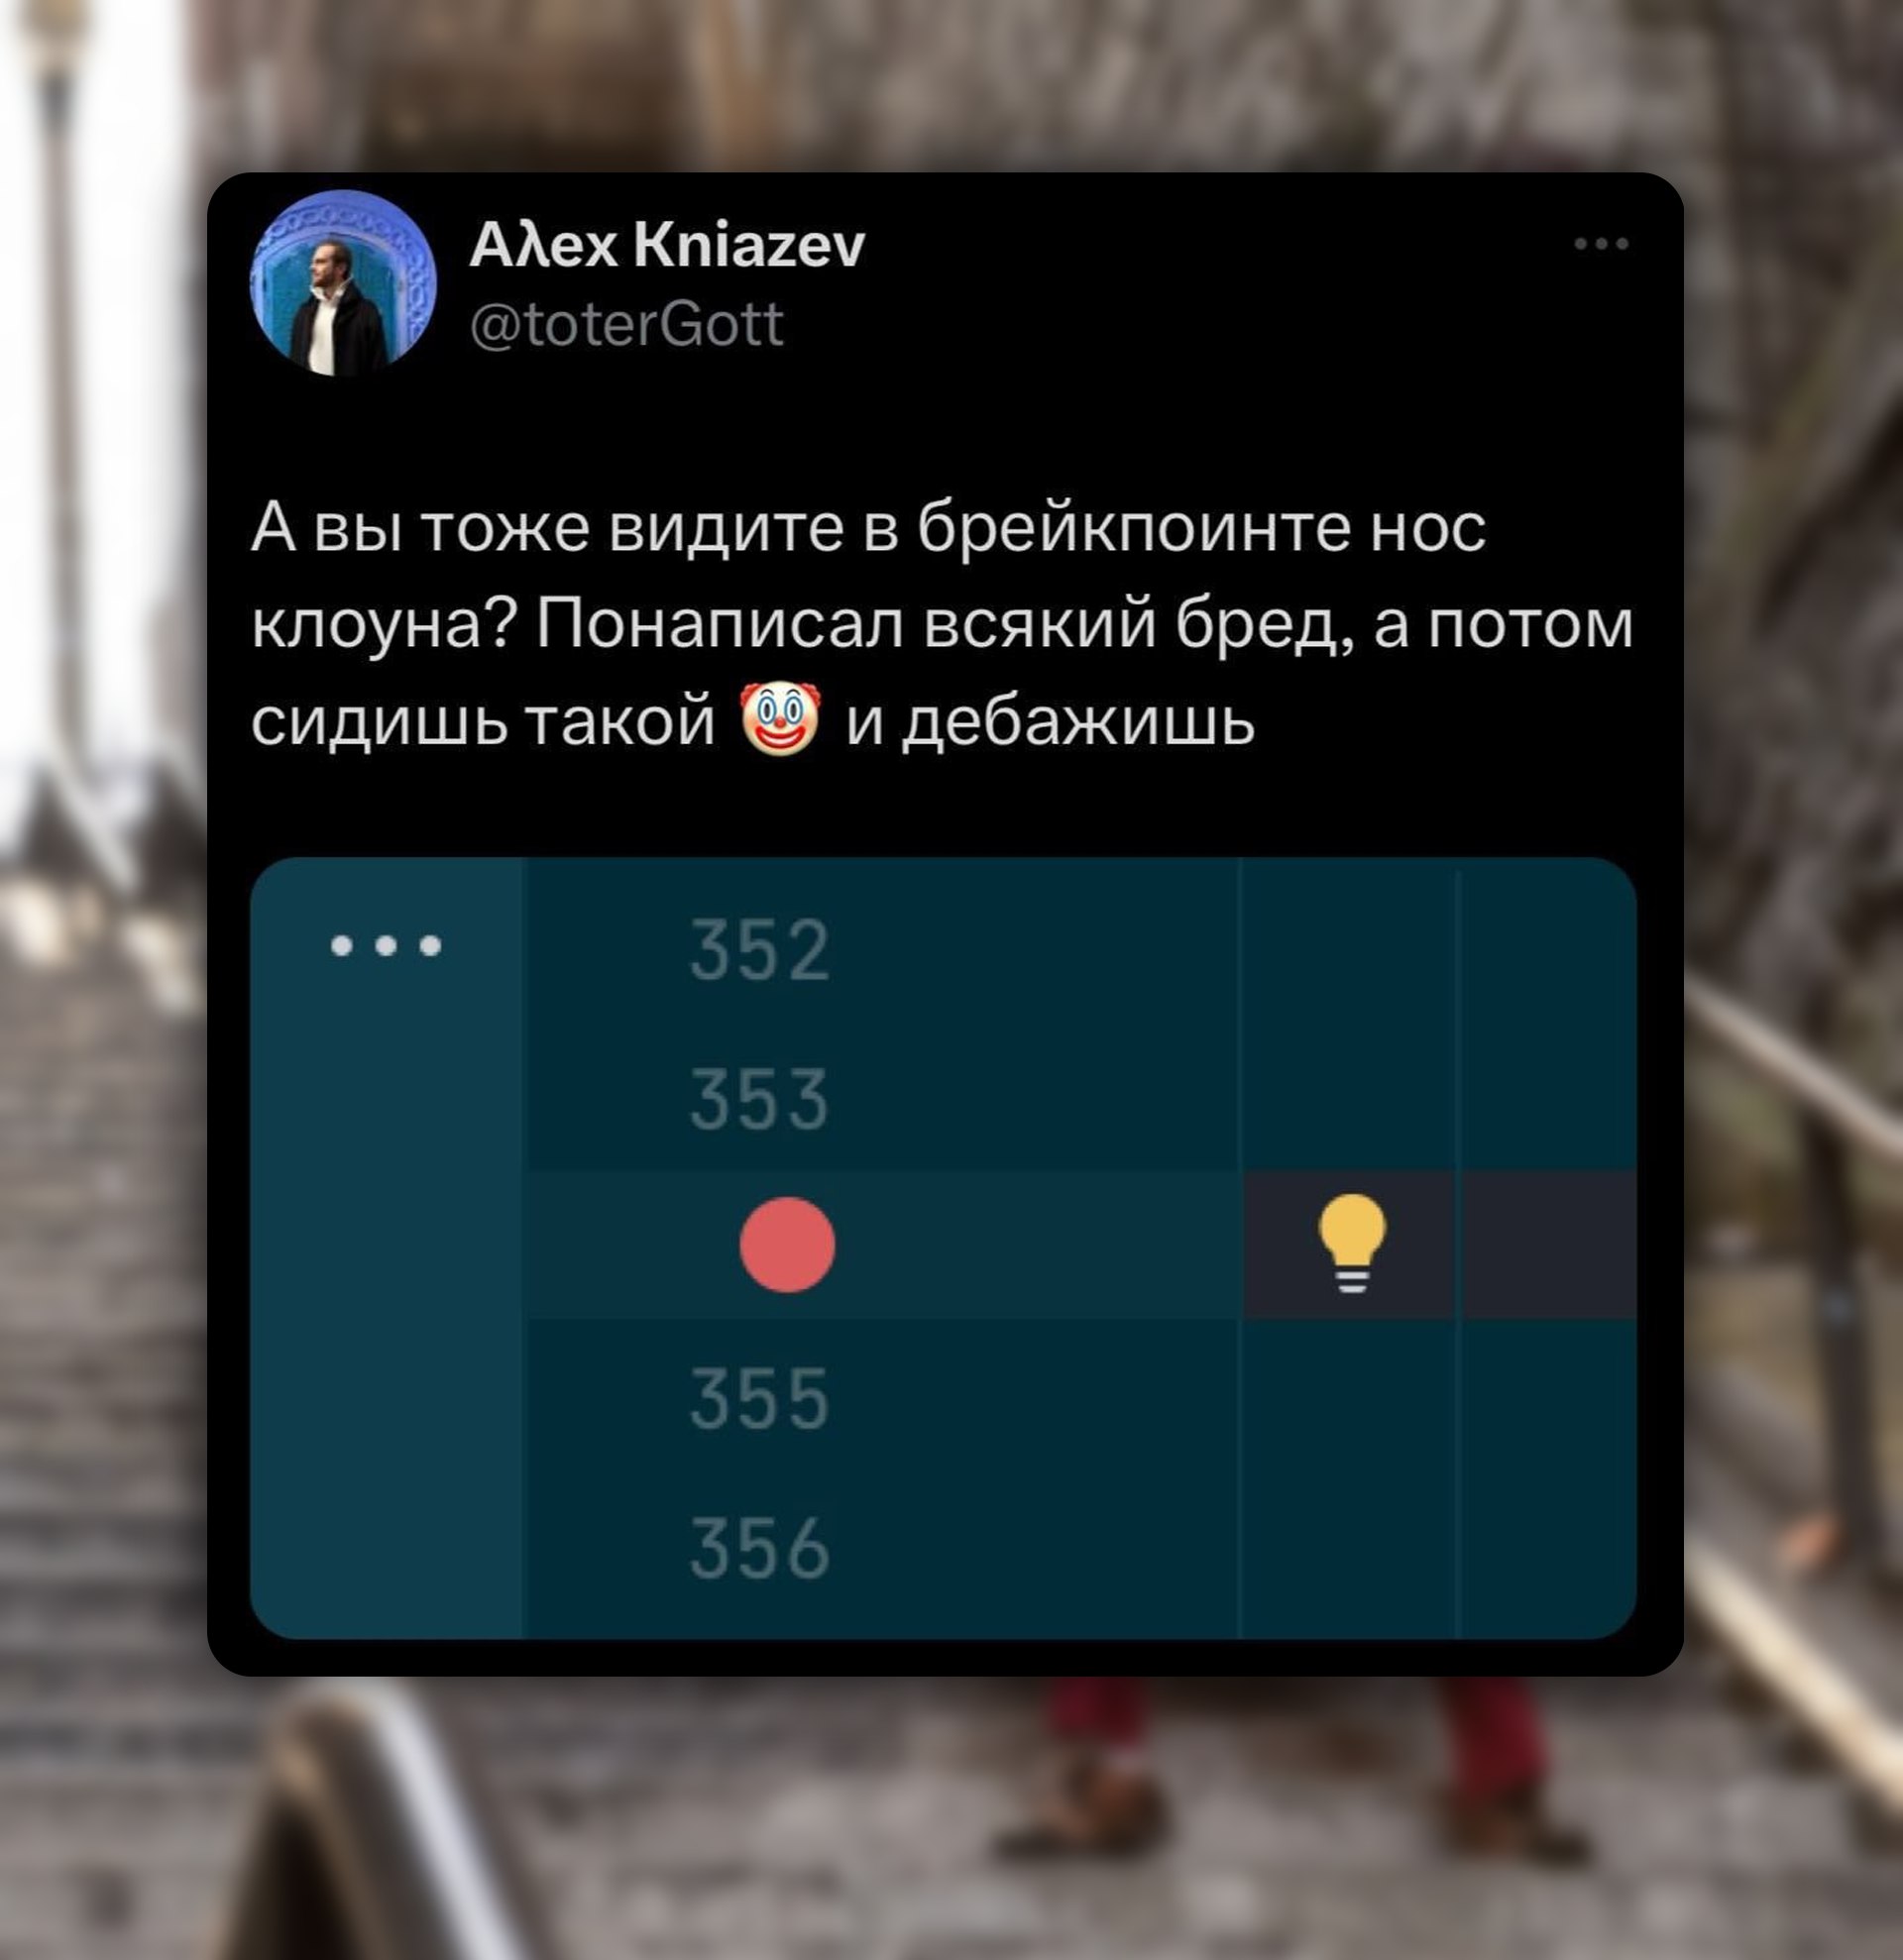 Aλex Kniazev
@toterGott
А вы тоже видите в брейкпоинте нос
клоуна? Понаписал всякий бред, а потом
сидишь такой 🤡 и дебажишь
352
353
355
356